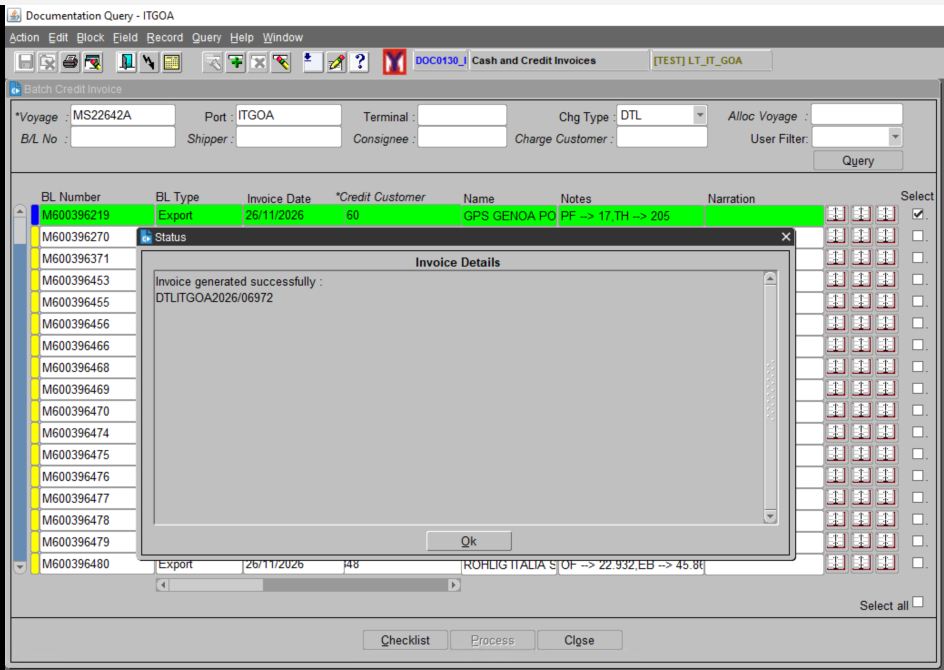 Documentation Query - ITGOA
Action Edit Block Field Record Query Help Window
DOC0130_I Cash and Credit Invoices [TEST] LT_IT_GOA
Batch Credit Invoice
*Voyage : MS22642A Port : ITGOA Terminal : Chg Type : DTL Alloc Voyage :
B/L No : Shipper : Consignee : Charge Customer : User Filter:
Query
BL Number BL Type Invoice Date *Credit Customer Name Notes Narration Select
M600396219 Export 26/11/2026 60 GPS GENOA PO PF --> 17,TH --> 205
M600396270
Status
M600396371
Invoice Details
M600396453
Invoice generated successfully :
M600396455
DTLITGOA2026/06972
M600396456
M600396466
M600396468
M600396469
M600396470
M600396474
M600396475
M600396476
M600396477
M600396478
M600396479
Ok
M600396480 Export 26/11/2026 48 ROHLIG ITALIA S OF --> 22.932,EB --> 45.86
Select all
Checklist Process Close